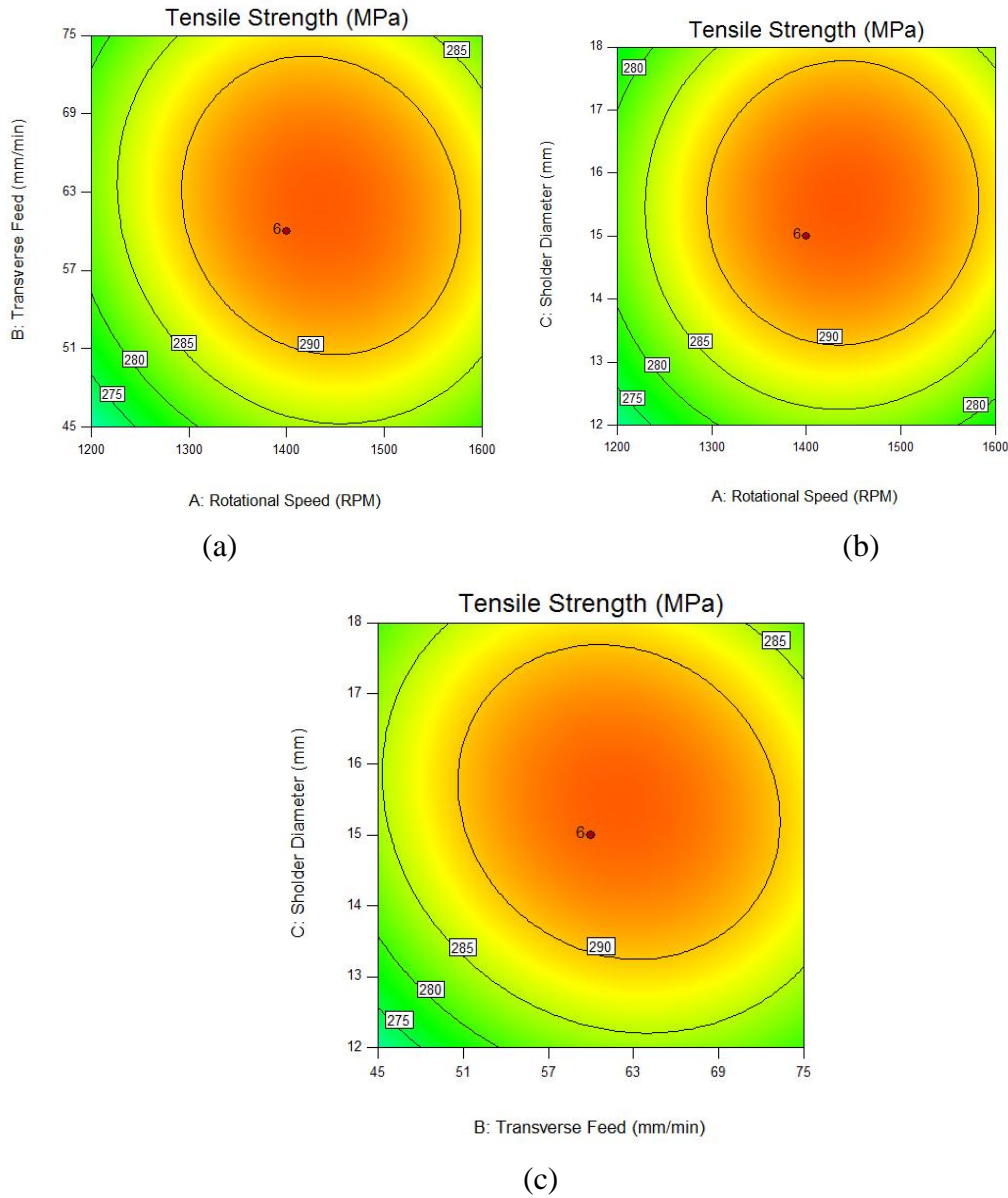 Tensile Strength (MPa)
75
69
63
57
51
45
B: Transverse Feed (mm/min)
285
6
290
285
280
275
1200 1300 1400 1500 1600
A: Rotational Speed (RPM)
(a)
Tensile Strength (MPa)
18
17
16
15
14
13
12
C: Sholder Diameter (mm)
280
6
290
285
280
275
280
1200 1300 1400 1500 1600
A: Rotational Speed (RPM)
(b)
Tensile Strength (MPa)
18
17
16
15
14
13
12
C: Sholder Diameter (mm)
285
6
290
285
280
275
45 51 57 63 69 75
B: Transverse Feed (mm/min)
(c)